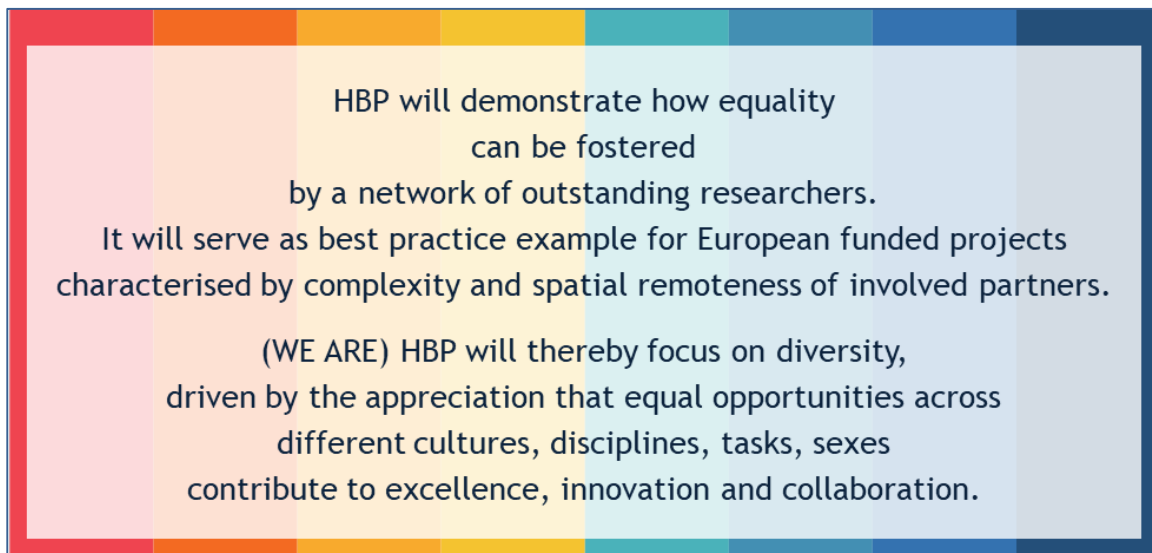 HBP will demonstrate how equality
can be fostered
by a network of outstanding researchers.
It will serve as best practice example for European funded projects
characterised by complexity and spatial remoteness of involved partners.
(WE ARE) HBP will thereby focus on diversity,
driven by the appreciation that equal opportunities across
different cultures, disciplines, tasks, sexes
contribute to excellence, innovation and collaboration.